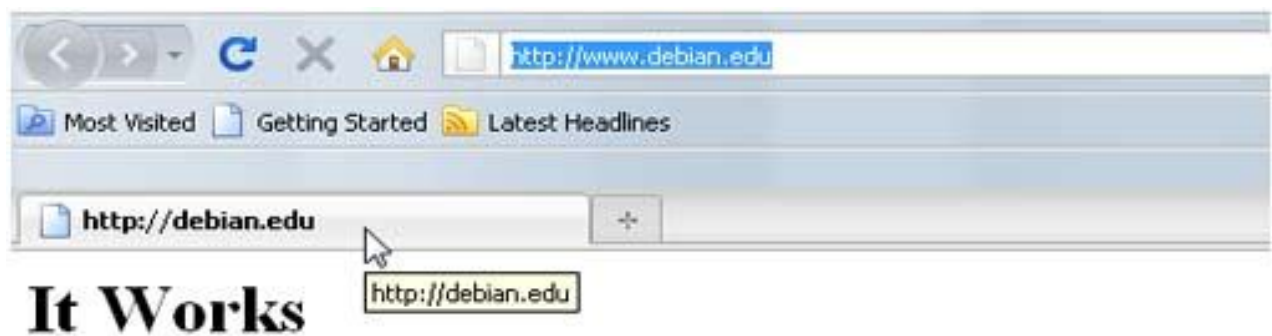 http://www.debian.edu
Most Visited Getting Started Latest Headlines
http://debian.edu
http://debian.edu
It Works